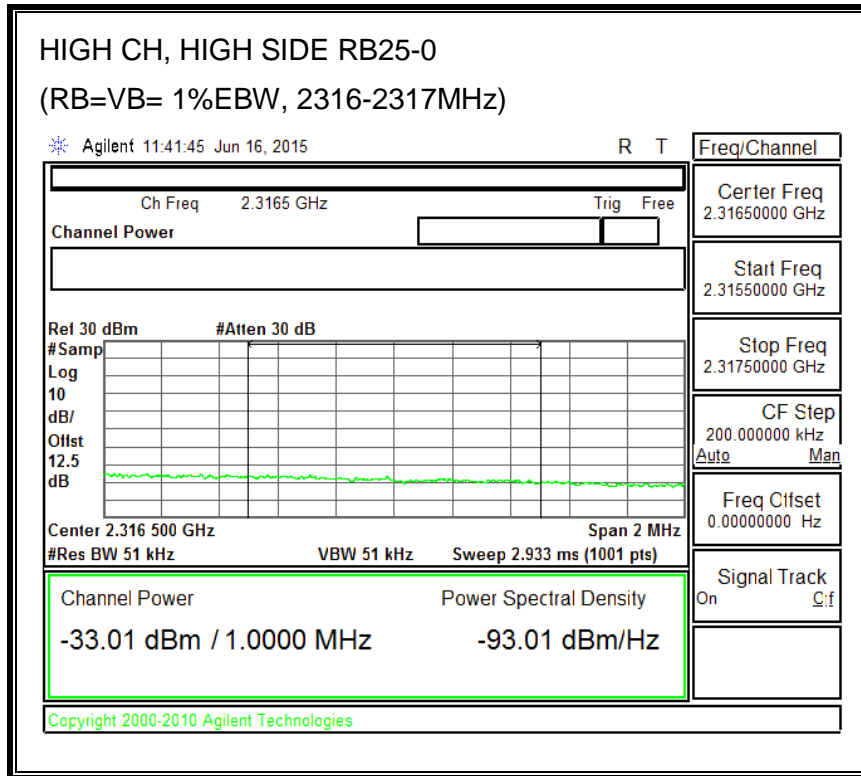 HIGH CH, HIGH SIDE RB25-0
(RB=VB= 1%EBW, 2316-2317MHz)
Agilent 11:41:45 Jun 16, 2015 R T
Ch Freq 2.3165 GHz Trig Free
Channel Power
Ref 30 dBm #Atten 30 dB
#Samp
Log
10
dB/
Offst
12.5
dB
Center 2.316 500 GHz Span 2 MHz
#Res BW 51 kHz VBW 51 kHz Sweep 2.933 ms (1001 pts)
Channel Power Power Spectral Density
-33.01 dBm / 1.0000 MHz -93.01 dBm/Hz
Copyright 2000-2010 Agilent Technologies
Freq/Channel
Center Freq
2.31650000 GHz
Start Freq
2.31550000 GHz
Stop Freq
2.31750000 GHz
CF Step
200.000000 kHz
Auto Man
Freq Offset
0.00000000 Hz
Signal Track
On Off